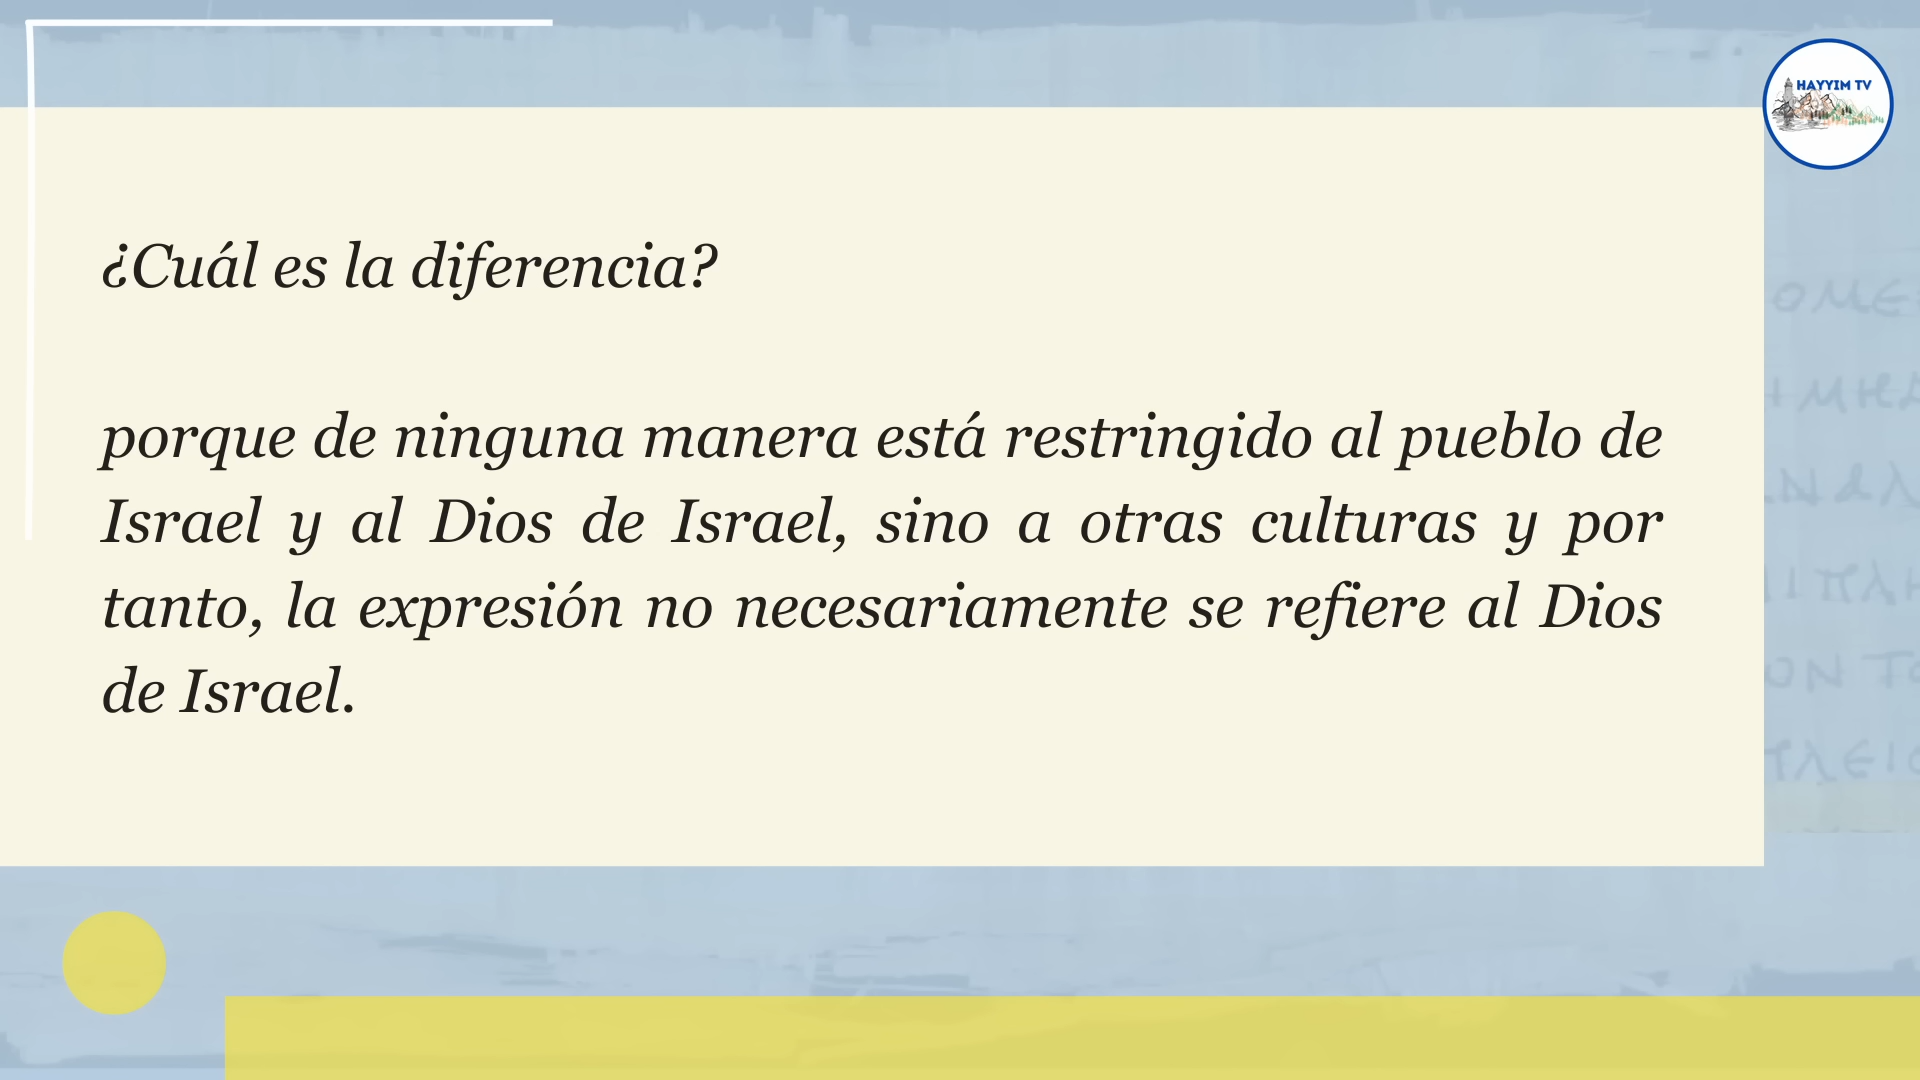 HAYYIM TV
¿Cuál es la diferencia?
porque de ninguna manera está restringido al pueblo de
Israel y al Dios de Israel, sino a otras culturas y por
tanto, la expresión no necesariamente se refiere al Dios
de Israel.